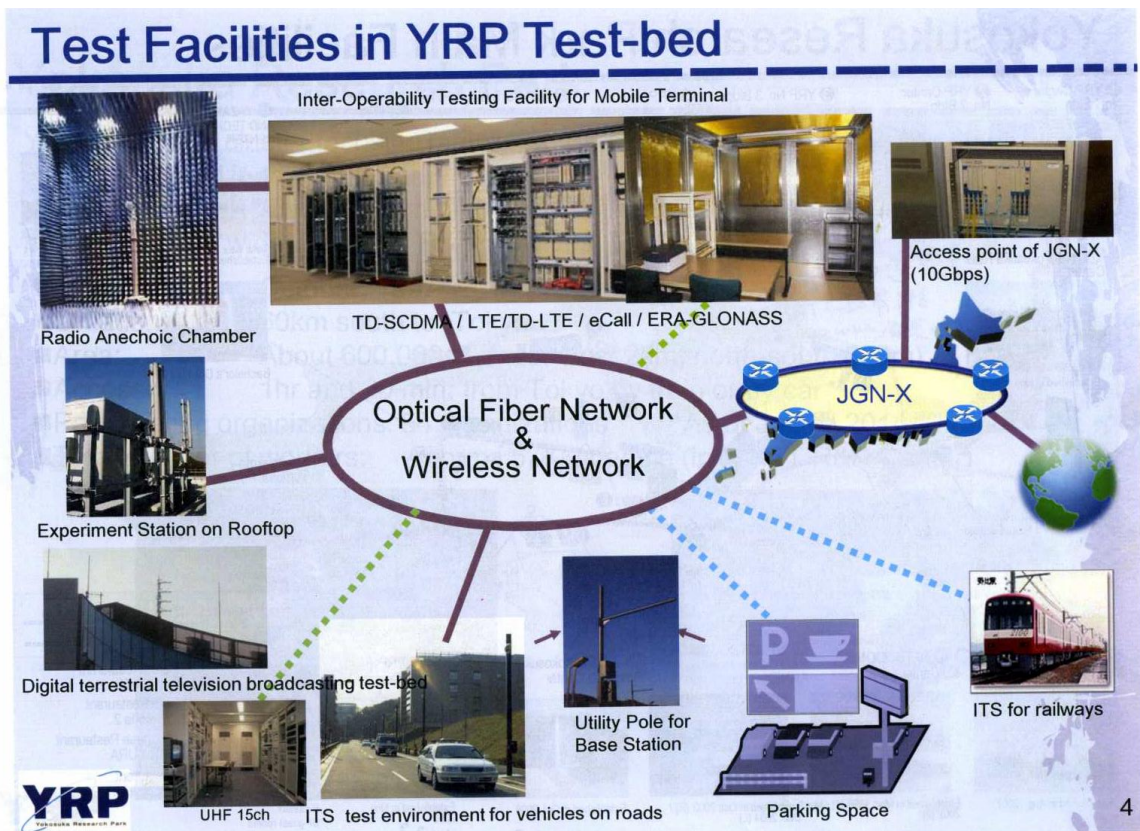 Test Facilities in YRP Test-bed
Inter-Operability Testing Facility for Mobile Terminal
Access point of JGN-X
(10Gbps)
TD-SCDMA / LTE/TD-LTE / eCall / ERA-GLONASS
Radio Anechoic Chamber
Optical Fiber Network
&
Wireless Network
JGN-X
Experiment Station on Rooftop
P
Digital terrestrial television broadcasting test-bed
Utility Pole for
Base Station
ITS for railways
YRP
Yokosuka Research Park
UHF 15ch
ITS test environment for vehicles on roads
Parking Space
4